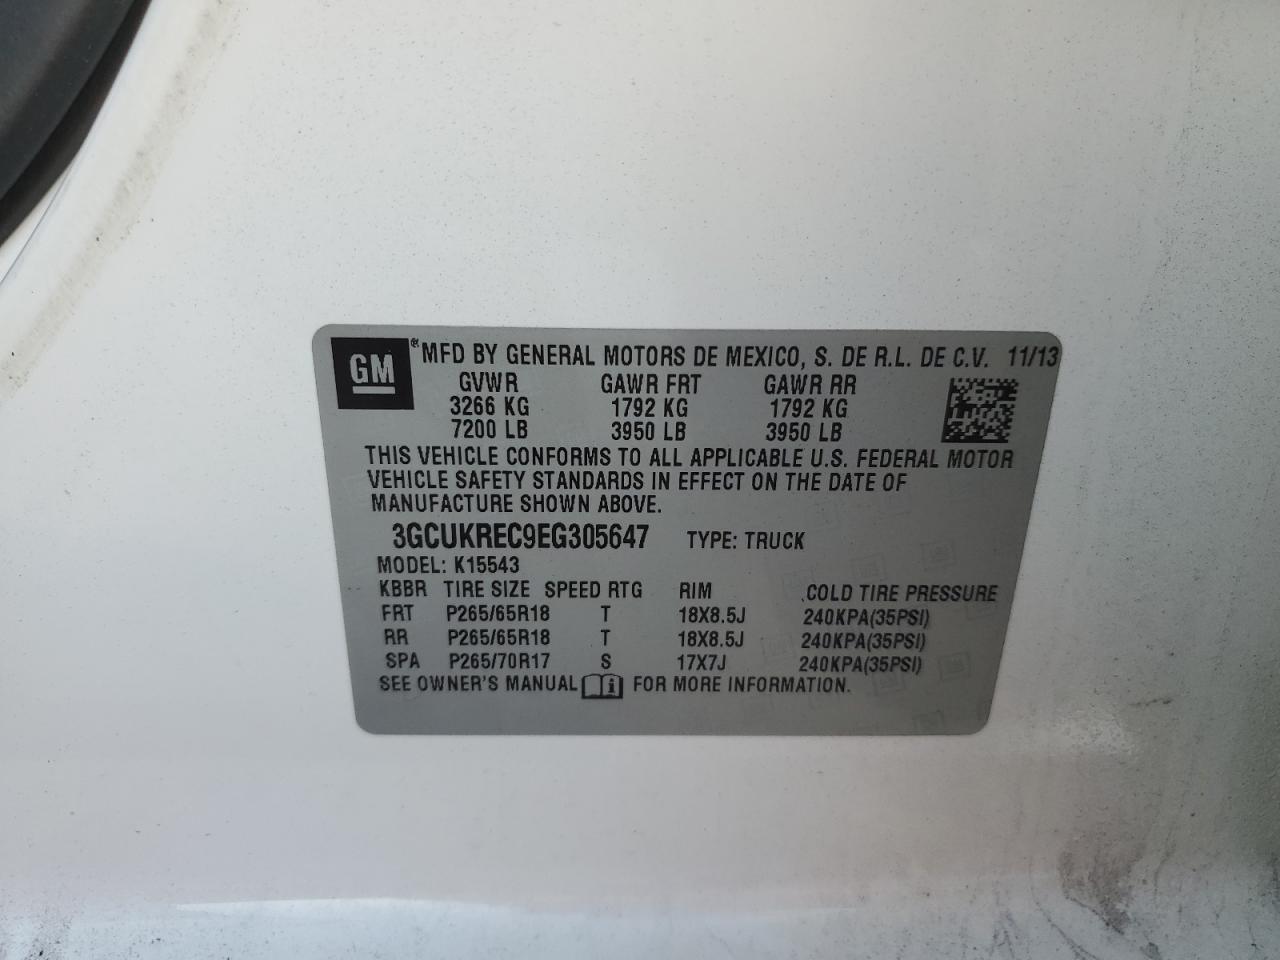 GM® MFD BY GENERAL MOTORS DE MEXICO, S. DE R.L. DE C.V. 11/13
GVWR GAWR FRT GAWR RR
3266 KG 1792 KG 1792 KG
7200 LB 3950 LB 3950 LB
THIS VEHICLE CONFORMS TO ALL APPLICABLE U.S. FEDERAL MOTOR
VEHICLE SAFETY STANDARDS IN EFFECT ON THE DATE OF
MANUFACTURE SHOWN ABOVE.
3GCUKREC9EG305647 TYPE: TRUCK
MODEL: K15543
KBBR TIRE SIZE SPEED RTG RIM COLD TIRE PRESSURE
FRT P265/65R18 T 18X8.5J 240KPA(35PSI)
RR P265/65R18 T 18X8.5J 240KPA(35PSI)
SPA P265/70R17 S 17X7J 240KPA(35PSI)
SEE OWNER'S MANUAL i FOR MORE INFORMATION.